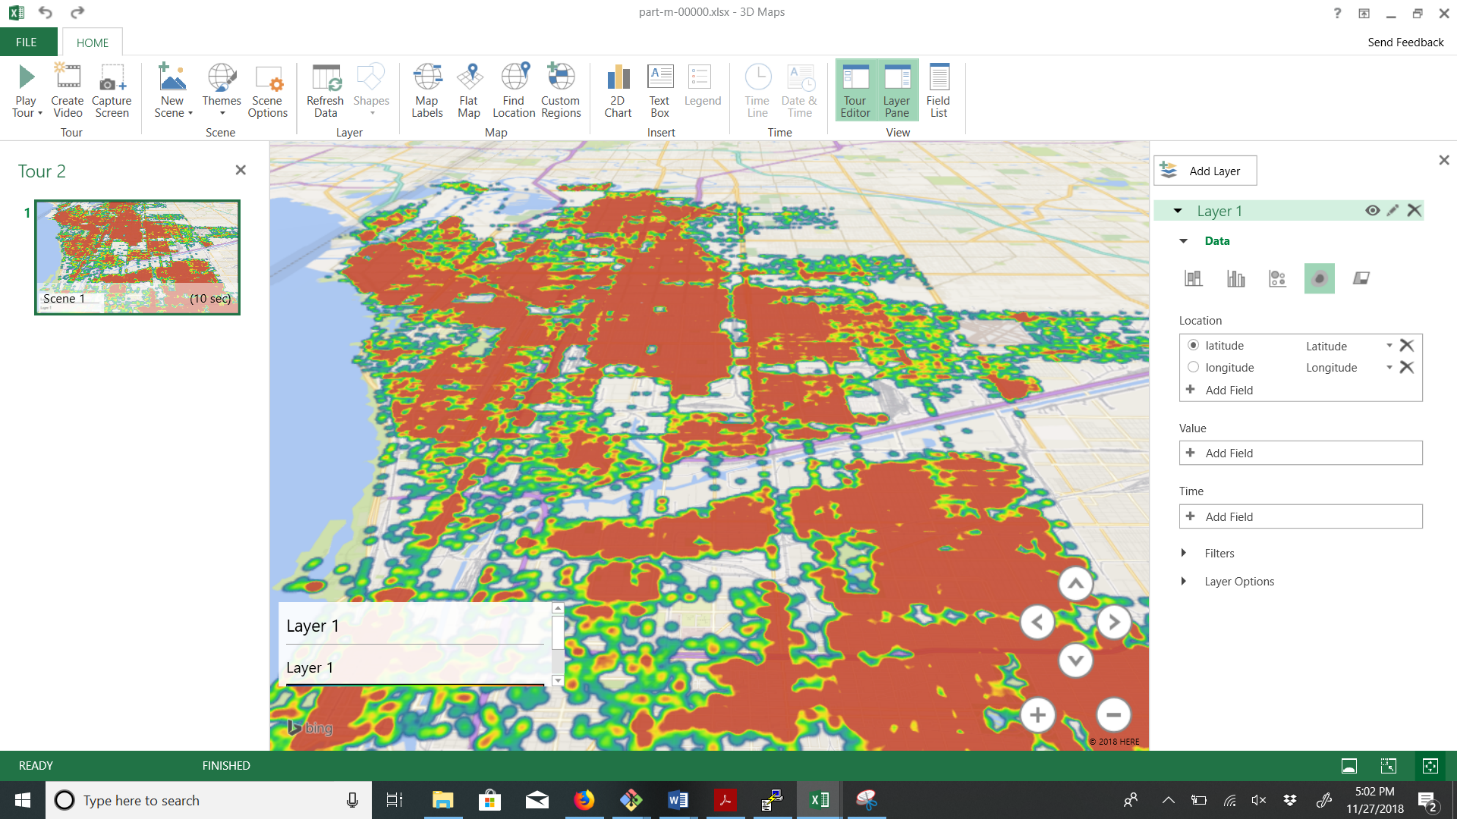 part-m-00000.xlsx - 3D Maps
?
FILE
HOME
Send Feedback
Play Tour
Create Video
Capture Screen
New Scene
Themes
Scene Options
Refresh Data
Shapes
Map Labels
Flat Map
Find Location
Custom Regions
2D Chart
Text Box
Legend
Time Line
Date & Time
Tour Editor
Layer Pane
Field List
Tour
Scene
Layer
Map
Insert
Time
View
Tour 2
1
Scene 1
(10 sec)
Layer 1
Layer 1
bing
© 2018 HERE
Add Layer
Layer 1
Data
Location
latitude Latitude
longitude Longitude
Add Field
Value
Add Field
Time
Add Field
Filters
Layer Options
READY
FINISHED
Type here to search
5:02 PM
11/27/2018
2